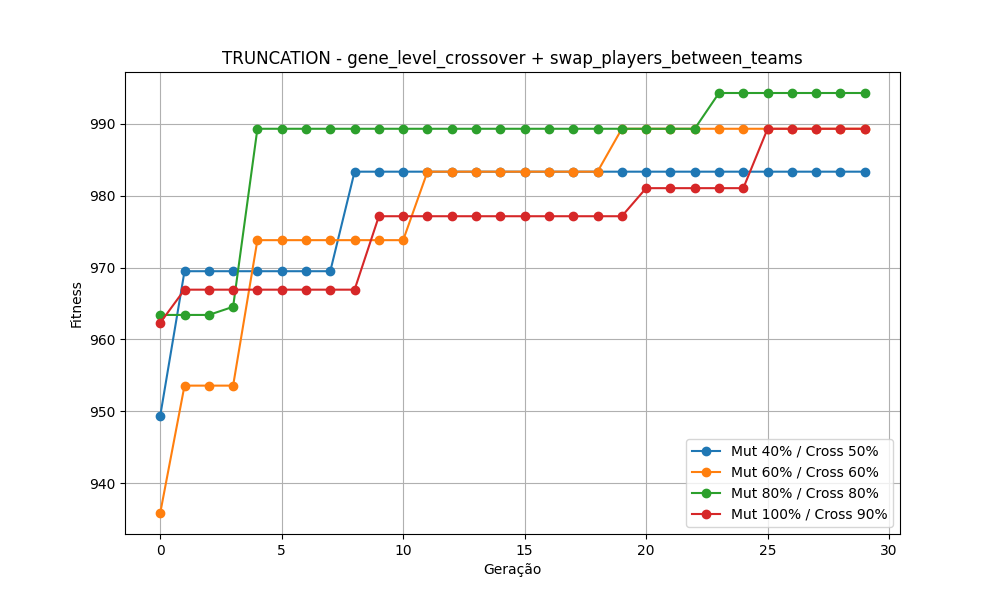 TRUNCATION - gene_level_crossover + swap_players_between_teams
Fitness
990
980
970
960
950
940
0 5 10 15 20 25 30
Geração
Mut 40% / Cross 50%
Mut 60% / Cross 60%
Mut 80% / Cross 80%
Mut 100% / Cross 90%